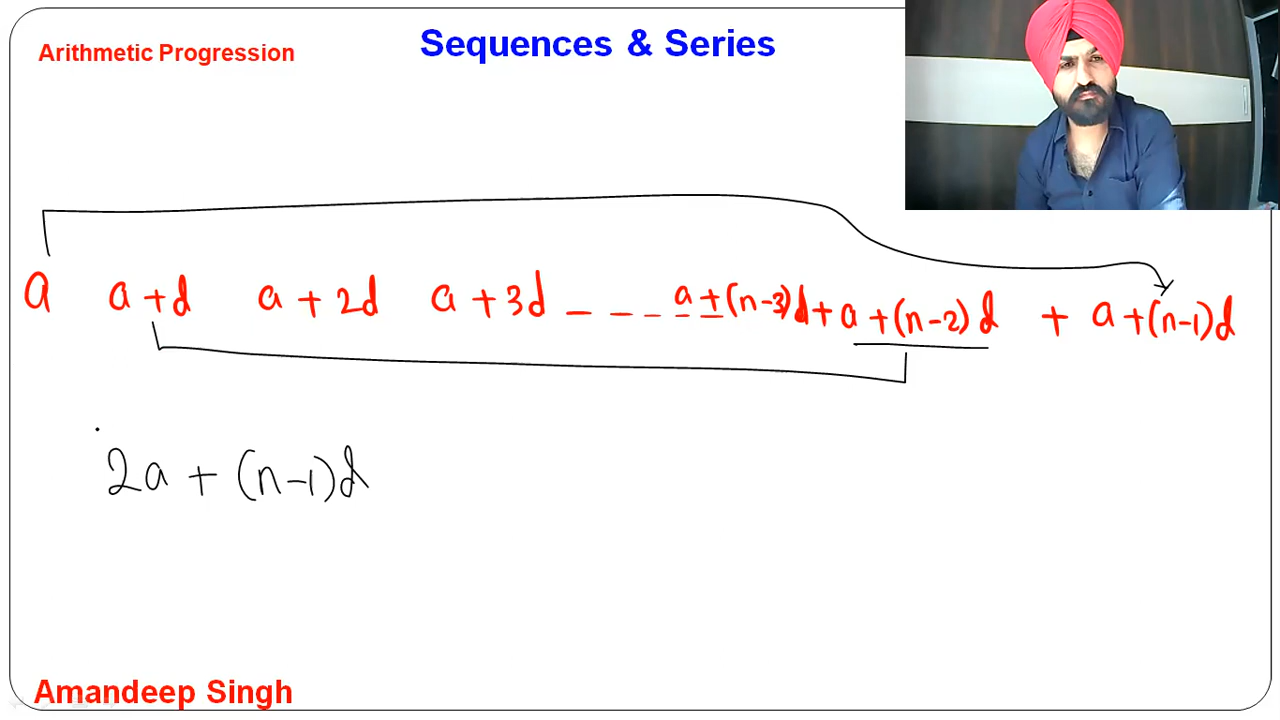 Arithmetic Progression
Sequences & Series
a a + d a + 2d a + 3d _ _ _ _ _ a + (n-3)d + a + (n-2)d + a + (n-1)d
2a + (n-1)d
Amandeep Singh